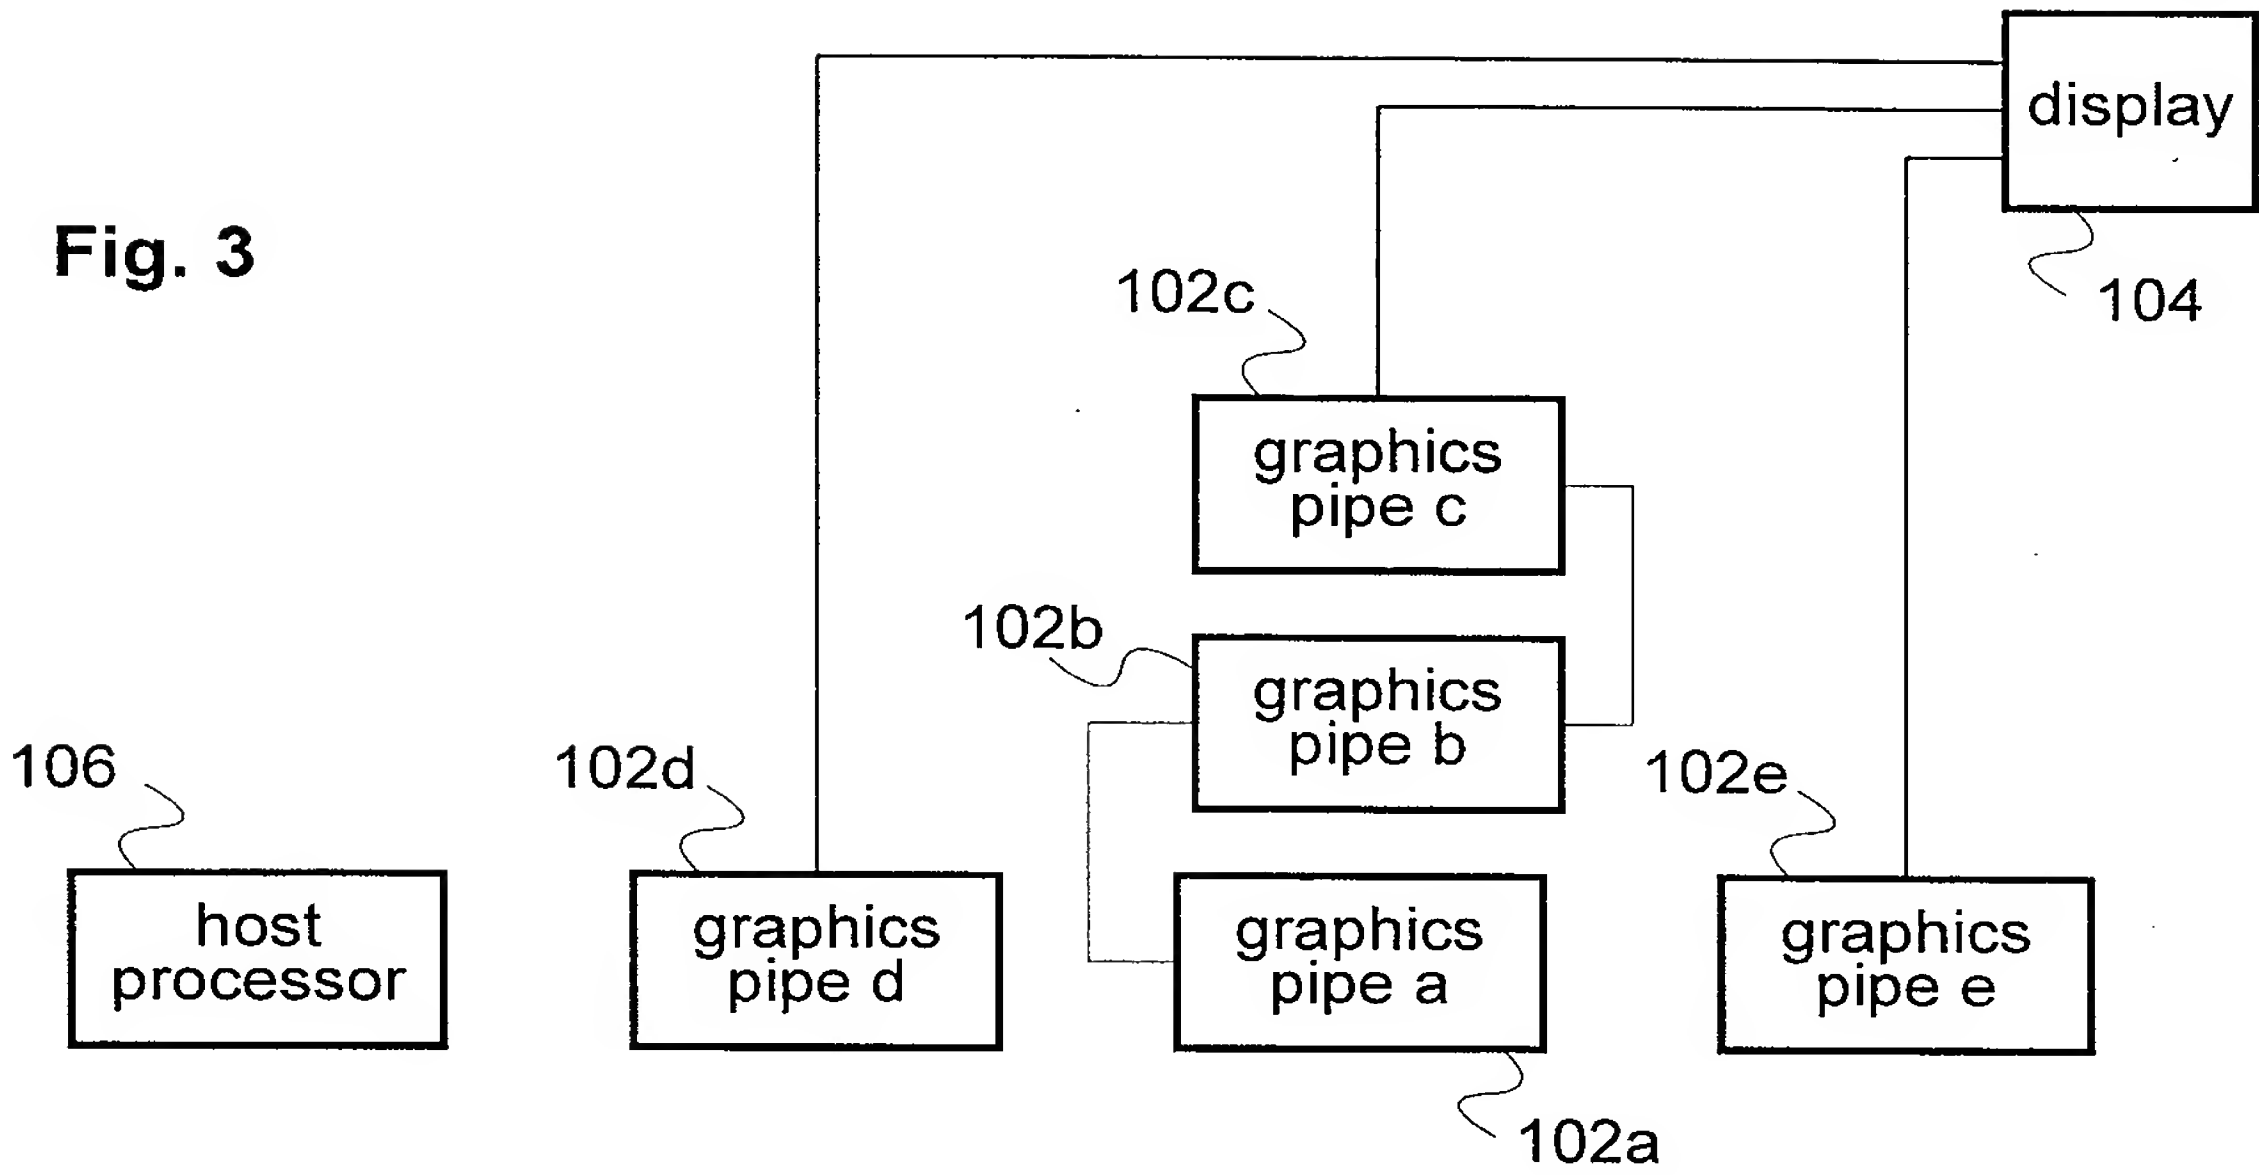 display
Fig. 3
104
102c
graphics
pipe c
102b
graphics
pipe b
106
102d
102e
host
processor
graphics
pipe d
graphics
pipe a
graphics
pipe e
102a